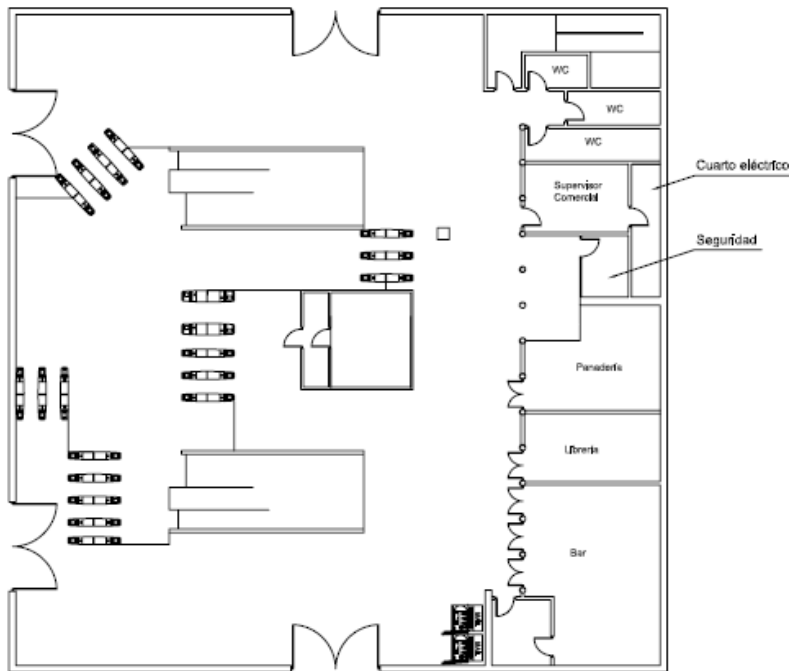 WC
WC
WC
Cuarto eléctrico
Supervisor
Comercial
Seguridad
Panadería
Librería
Bar